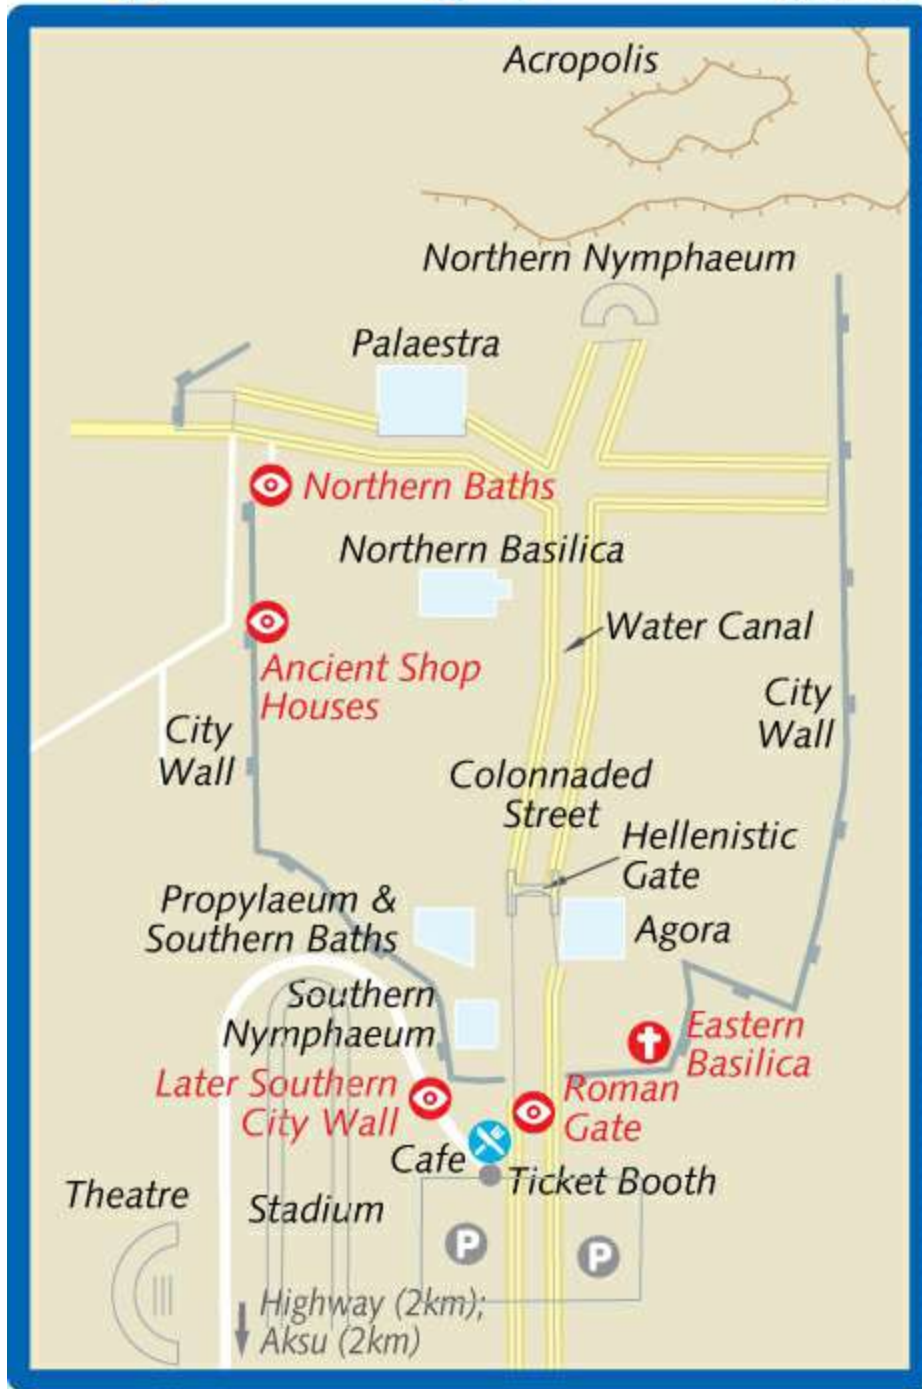 Acropolis
Northern Nymphaeum
Palaestra
Northern Baths
Northern Basilica
Water Canal
Ancient Shop
Houses
City
Wall
City
Wall
Colonnaded
Street
Hellenistic
Gate
Propylaeum &
Southern Baths
Agora
Southern
Nymphaeum
Eastern
Basilica
Later Southern
City Wall
Roman
Gate
Cafe
Ticket Booth
Theatre
Stadium
P
P
Highway (2km);
Aksu (2km)